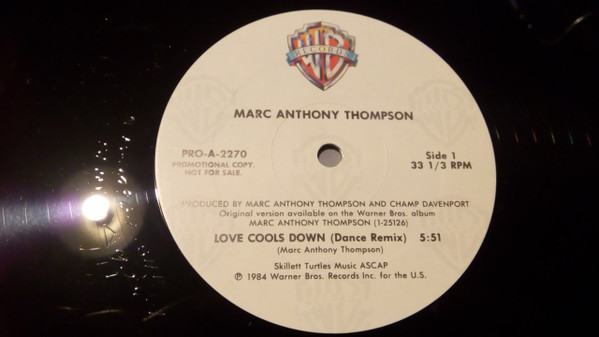 WB
RECORDS
MARC ANTHONY THOMPSON
PRO-A-2270
PROMOTIONAL COPY.
NOT FOR SALE.
Side 1
33 1/3 RPM
PRODUCED BY MARC ANTHONY THOMPSON AND CHAMP DAVENPORT
Original version available on the Warner Bros. album
MARC ANTHONY THOMPSON (1-25126)
LOVE COOLS DOWN (Dance Remix) 5:51
(Marc Anthony Thompson)
Skillett Turtles Music ASCAP
℗ 1984 Warner Bros. Records Inc. for the U.S.